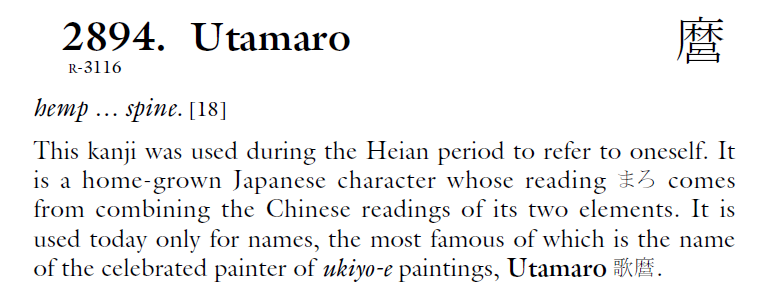 2894. Utamaro 麿
R-3116
hemp … spine. [18]
This kanji was used during the Heian period to refer to oneself. It
is a home-grown Japanese character whose reading まろ comes
from combining the Chinese readings of its two elements. It is
used today only for names, the most famous of which is the name
of the celebrated painter of ukiyo-e paintings, Utamaro 歌麿.